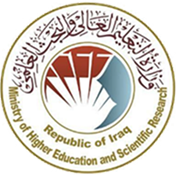 وزارة التعليم العالي والبحث العلمي
Republic of Iraq
Ministry of Higher Education and Scientific Research